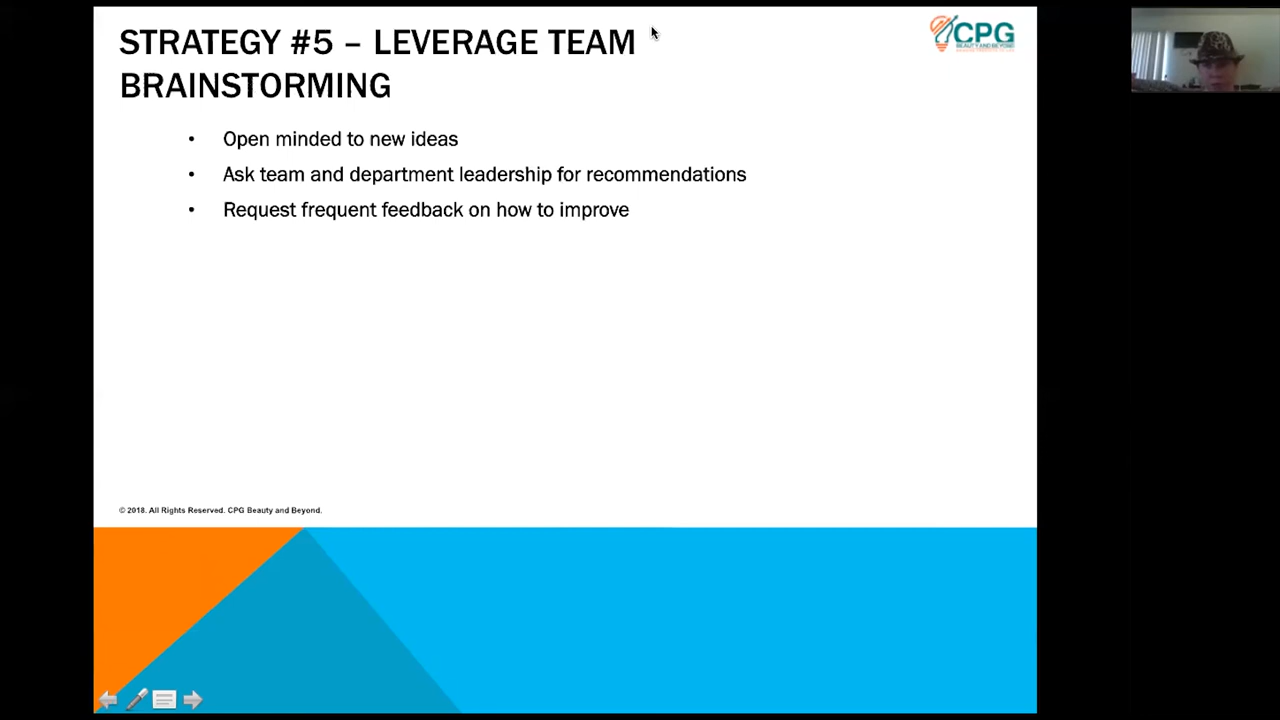 STRATEGY #5 – LEVERAGE TEAM
BRAINSTORMING
CPG
BEAUTY AND BEYOND
• Open minded to new ideas
• Ask team and department leadership for recommendations
• Request frequent feedback on how to improve
© 2018. All Rights Reserved. CPG Beauty and Beyond.